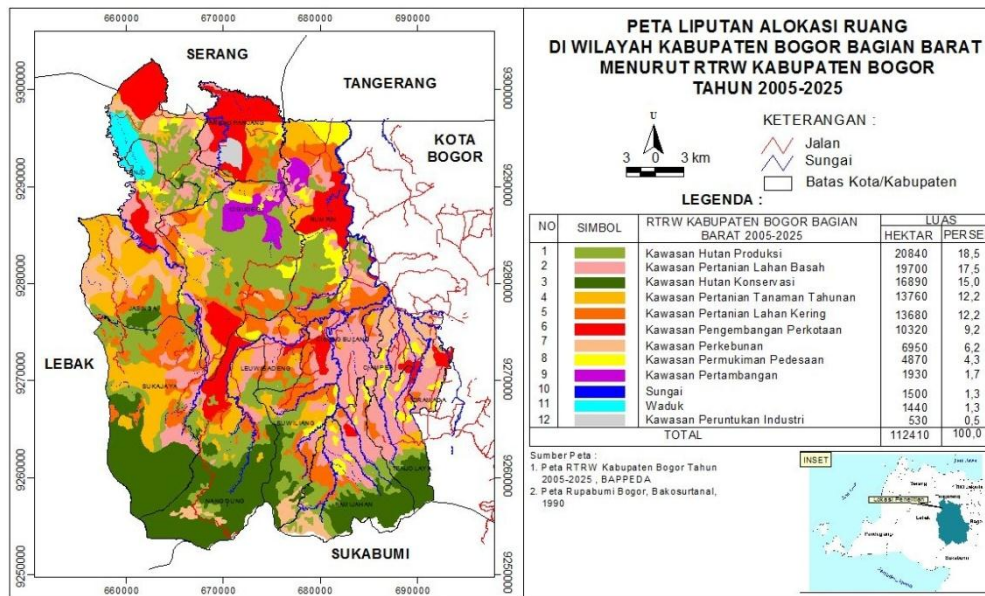 660000 670000 680000 690000
SERANG
TANGERANG
KOTA
BOGOR
LEBAK
SUKABUMI
9300000
9290000
9280000
9270000
9260000
9250000
SUKAJAYA
LEUWISADENG
NANGGUNG
660000 670000 680000 690000
PETA LIPUTAN ALOKASI RUANG
DI WILAYAH KABUPATEN BOGOR BAGIAN BARAT
MENURUT RTRW KABUPATEN BOGOR
TAHUN 2005-2025
U
3 0 3 km
KETERANGAN :
Jalan
Sungai
Batas Kota/Kabupaten
LEGENDA :
NO SIMBOL RTRW KABUPATEN BOGOR BAGIAN BARAT 2005-2025 LUAS
HEKTAR PERSE
1 Kawasan Hutan Produksi 20840 18,5
2 Kawasan Pertanian Lahan Basah 19700 17,5
3 Kawasan Hutan Konservasi 16890 15,0
4 Kawasan Pertanian Tanaman Tahunan 13760 12,2
5 Kawasan Pertanian Lahan Kering 13680 12,2
6 Kawasan Pengembangan Perkotaan 10320 9,2
7 Kawasan Perkebunan 6950 6,2
8 Kawasan Permukiman Pedesaan 4870 4,3
9 Kawasan Pertambangan 1930 1,7
10 Sungai 1500 1,3
11 Waduk 1440 1,3
12 Kawasan Peruntukan Industri 530 0,5
TOTAL 112410 100,0
Sumber Peta :
1. Peta RTRW Kabupaten Bogor Tahun
2005-2025 , BAPPEDA
2. Peta Rupabumi Bogor, Bakosurtanal,
1990
INSET